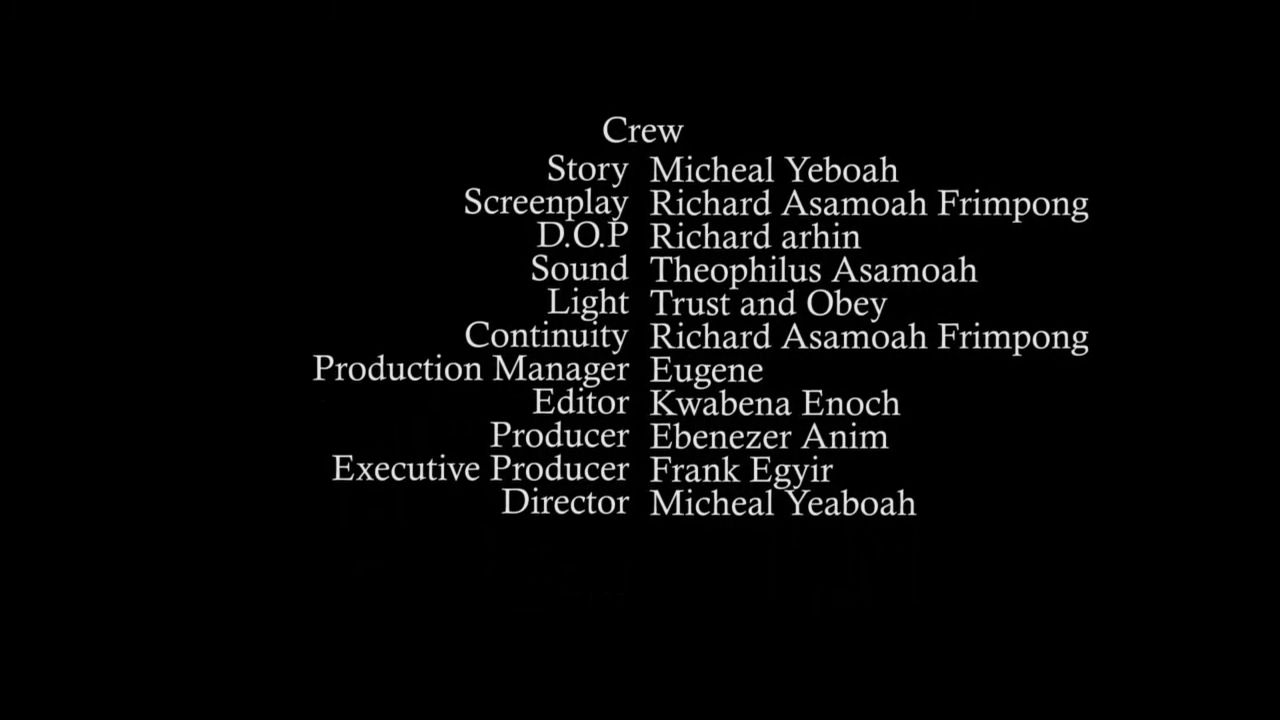 Crew
Story Micheal Yeboah
Screenplay Richard Asamoah Frimpong
D.O.P Richard arhin
Sound Theophilus Asamoah
Light Trust and Obey
Continuity Richard Asamoah Frimpong
Production Manager Eugene
Editor Kwabena Enoch
Producer Ebenezer Anim
Executive Producer Frank Egyir
Director Micheal Yeaboah